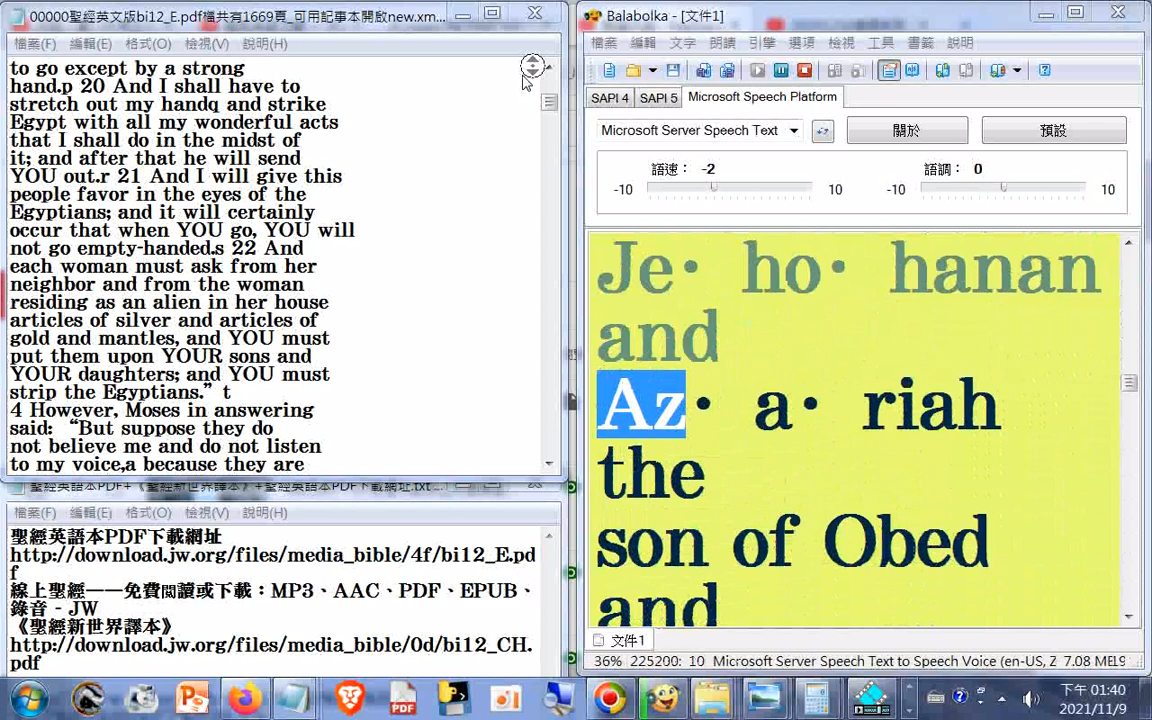 00000聖經英文版bi12_E.pdf檔共有1669頁_可用記事本開啟new.xm...
檔案(F) 編輯(E) 格式(O) 檢視(V) 說明(H)
to go except by a strong
hand.p 20 And I shall have to
stretch out my handq and strike
Egypt with all my wonderful acts
that I shall do in the midst of
it; and after that he will send
YOU out.r 21 And I will give this
people favor in the eyes of the
Egyptians; and it will certainly
occur that when YOU go, YOU will
not go empty-handed.s 22 And
each woman must ask from her
neighbor and from the woman
residing as an alien in her house
articles of silver and articles of
gold and mantles, and YOU must
put them upon YOUR sons and
YOUR daughters; and YOU must
strip the Egyptians.” t
4 However, Moses in answering
said: “But suppose they do
not believe me and do not listen
to my voice,a because they are
聖經英語本PDF+《聖經新世界譯本》+聖經英語本PDF下載網址.txt ...
檔案(F) 編輯(E) 格式(O) 檢視(V) 說明(H)
聖經英語本PDF下載網址
http://download.jw.org/files/media_bible/4f/bi12_E.pd
f
線上聖經——免費閱讀或下載：MP3、AAC、PDF、EPUB、
錄音 - JW
《聖經新世界譯本》
http://download.jw.org/files/media_bible/0d/bi12_CH.
pdf
Balabolka - [文件1]
檔案 編輯 文字 朗讀 引擎 選項 檢視 工具 書籤 說明
SAPI 4 SAPI 5 Microsoft Speech Platform
Microsoft Server Speech Text 關於 預設
語速： -2 語調： 0
-10 10 -10 10
Je· ho· hanan
and
Az· a· riah
the
son of Obed
and
文件1
36% 225200: 10 Microsoft Server Speech Text to Speech Voice (en-US, Z 7.08 ME
下午 01:40
2021/11/9